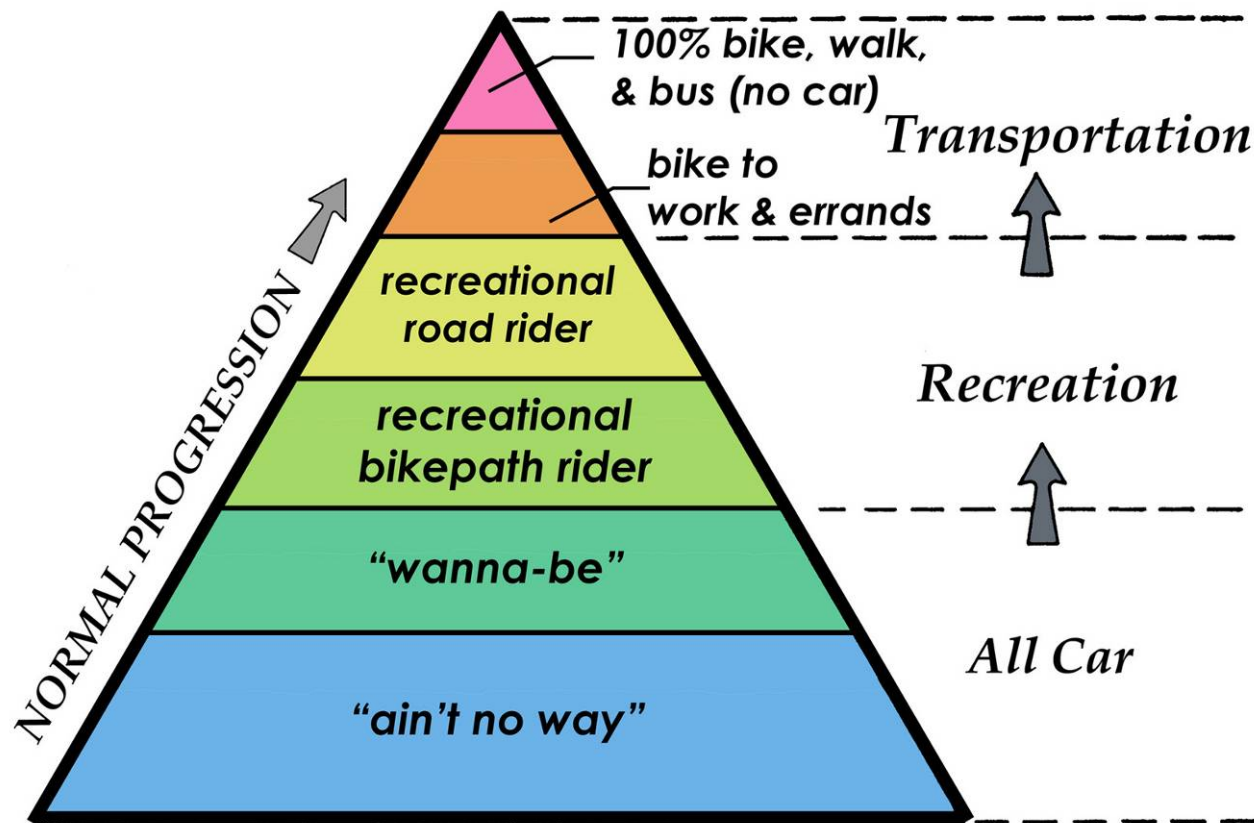 100% bike, walk,
& bus (no car)
Transportation
bike to
work & errands
recreational
road rider
Recreation
recreational
bikepath rider
“wanna-be”
All Car
“ain’t no way”
NORMAL PROGRESSION